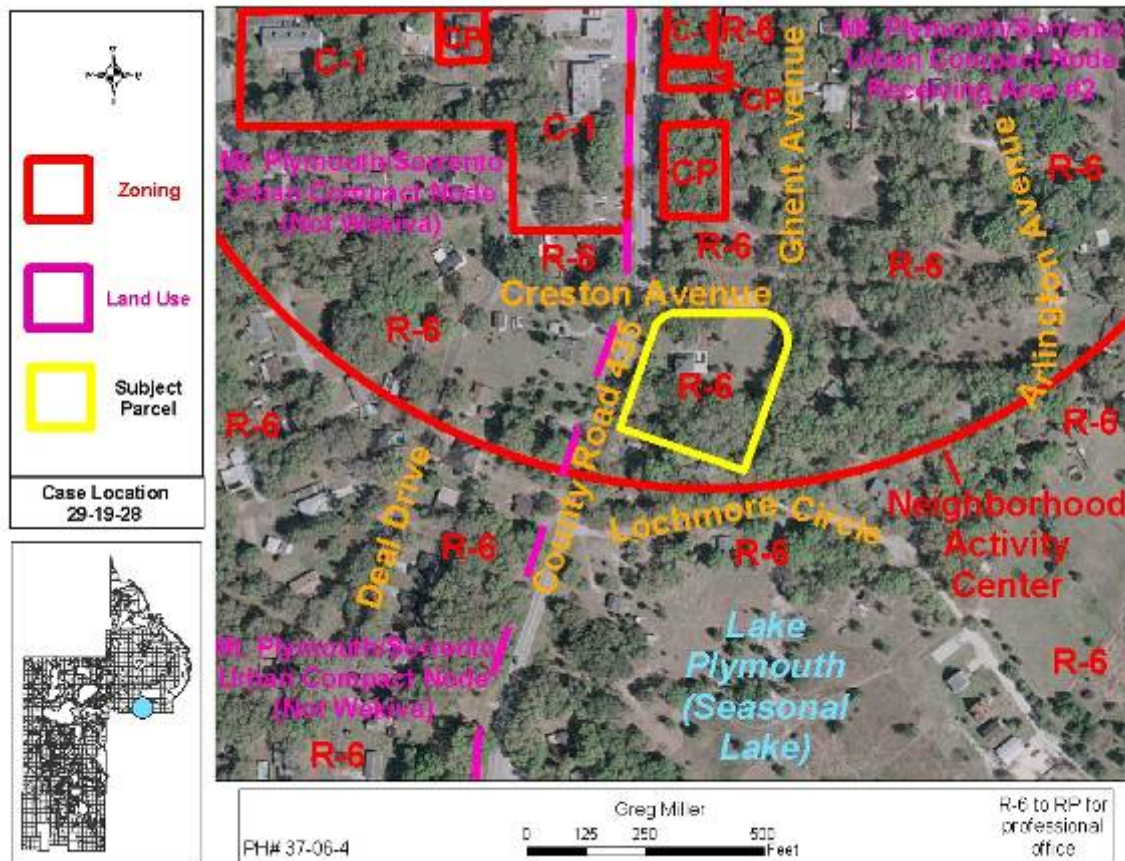 Zoning
Land Use
Subject
Parcel
Case Location
29-19-28
C-1
CP
C-1
R-6
Mt. Plymouth/Sorrento
Urban Compact Node
Receiving Area #2
CP
Ghent Avenue
C-1
Mt. Plymouth/Sorrento
Urban Compact Node
(Not Wekiva)
CP
Arlington Avenue
R-6
R-6
R-6
R-6
Creston Avenue
R-6
County Road 435
R-6
R-6
R-6
Deal Drive
Lochmore Circle
Neighborhood
Activity
Center
R-6
R-6
Lake
Plymouth
(Seasonal
Lake)
Mt. Plymouth/Sorrento
Urban Compact Node
(Not Wekiva)
R-6
R-6
PH# 37-06-4
Greg Miller
0 125 250 500
Feet
R-6 to RP for
professional
office